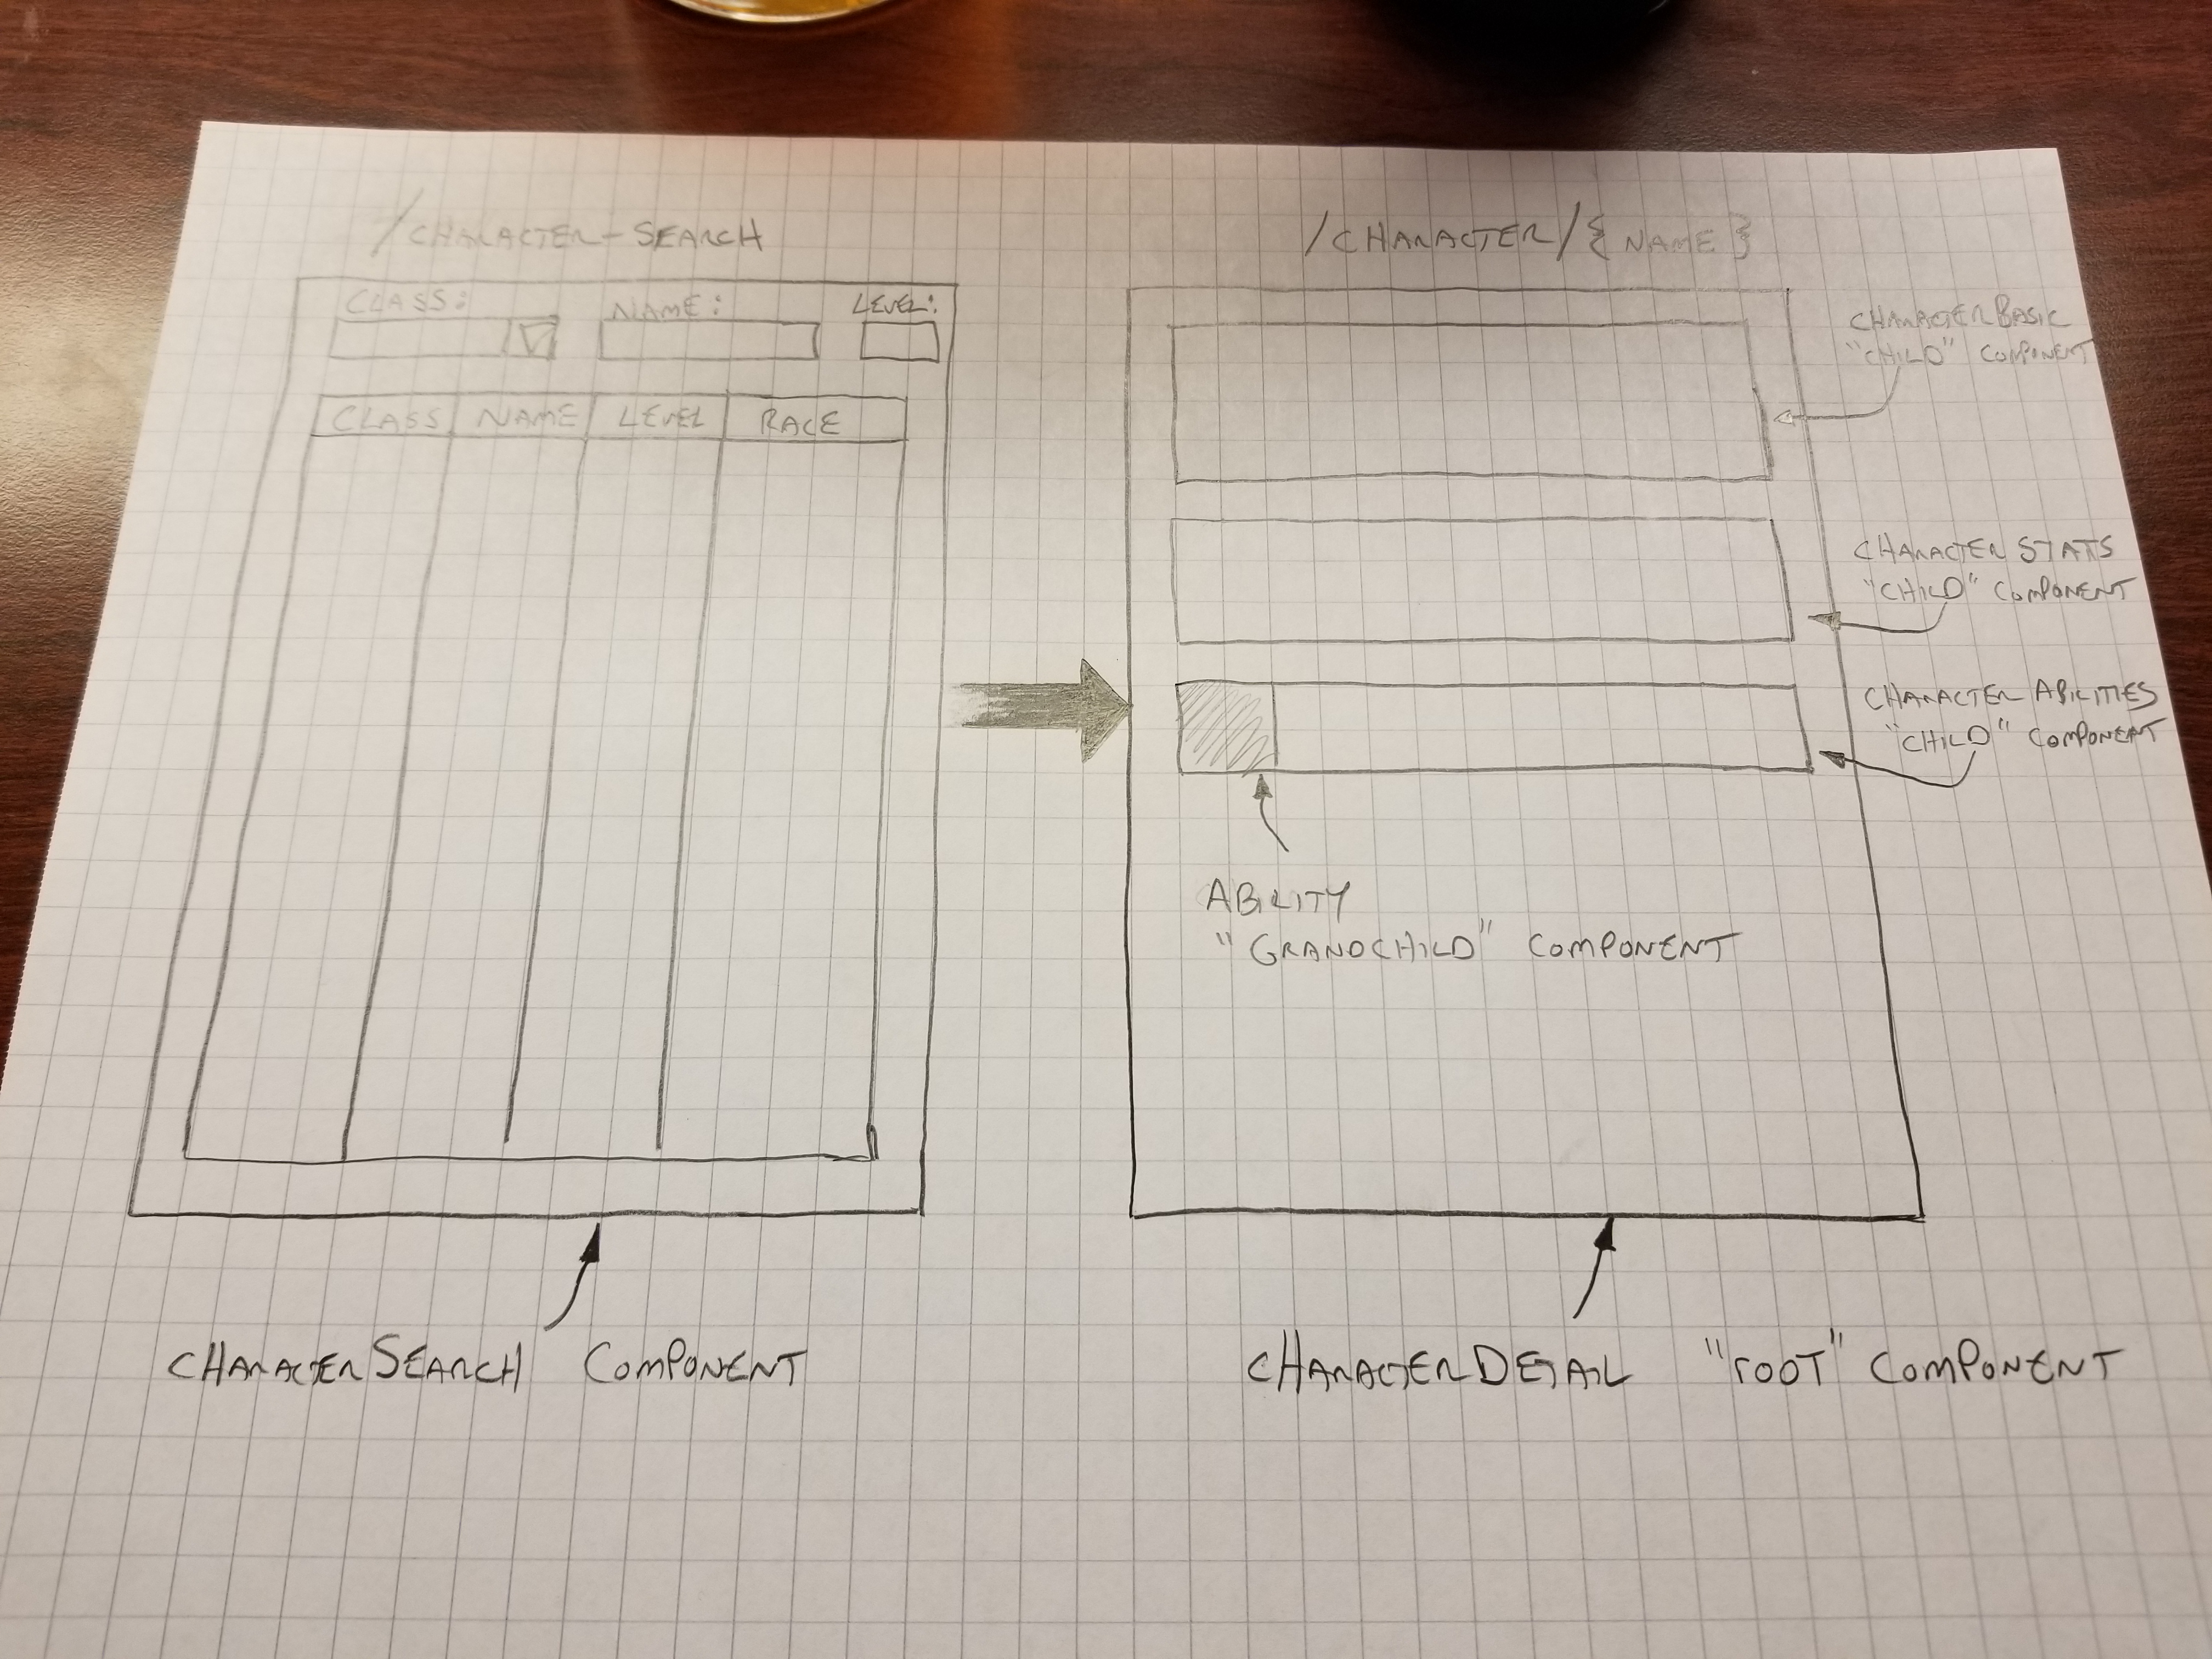 /CHARACTER-SEARCH
CLASS:
NAME:
LEVEL:
CLASS NAME LEVEL RACE
CHARACTERSEARCH COMPONENT
/CHARACTER/{NAME}
CHARACTERBASIC
"CHILD" COMPONENT
CHARACTER STATS
"CHILD" COMPONENT
CHARACTER ABILITIES
"CHILD" COMPONENT
ABILITY
"GRANDCHILD" COMPONENT
CHARACTERDETAIL "ROOT" COMPONENT